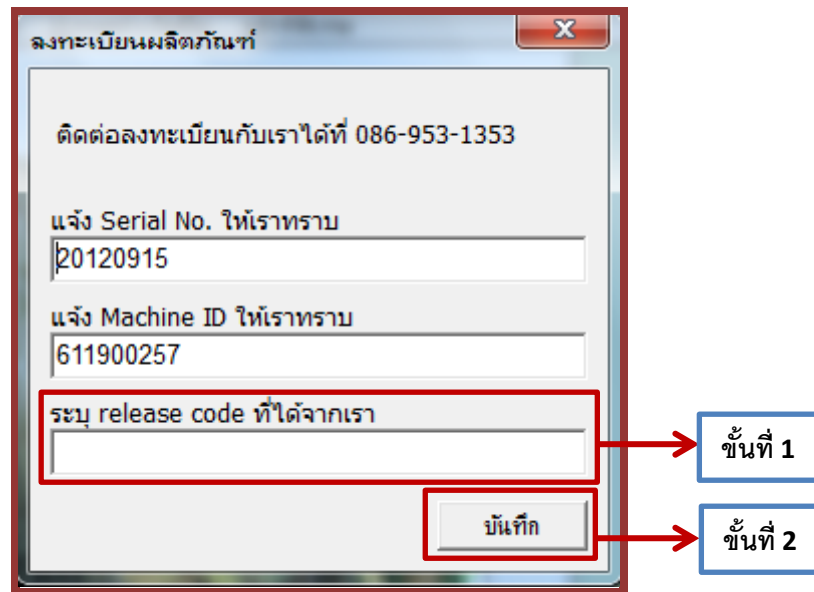 ลงทะเบียนผลิตภัณฑ์
X
ติดต่อลงทะเบียนกับเราได้ที่ 086-953-1353
แจ้ง Serial No. ให้เราทราบ
20120915
แจ้ง Machine ID ให้เราทราบ
611900257
ระบุ release code ที่ได้จากเรา
ขั้นที่ 1
บันทึก
ขั้นที่ 2